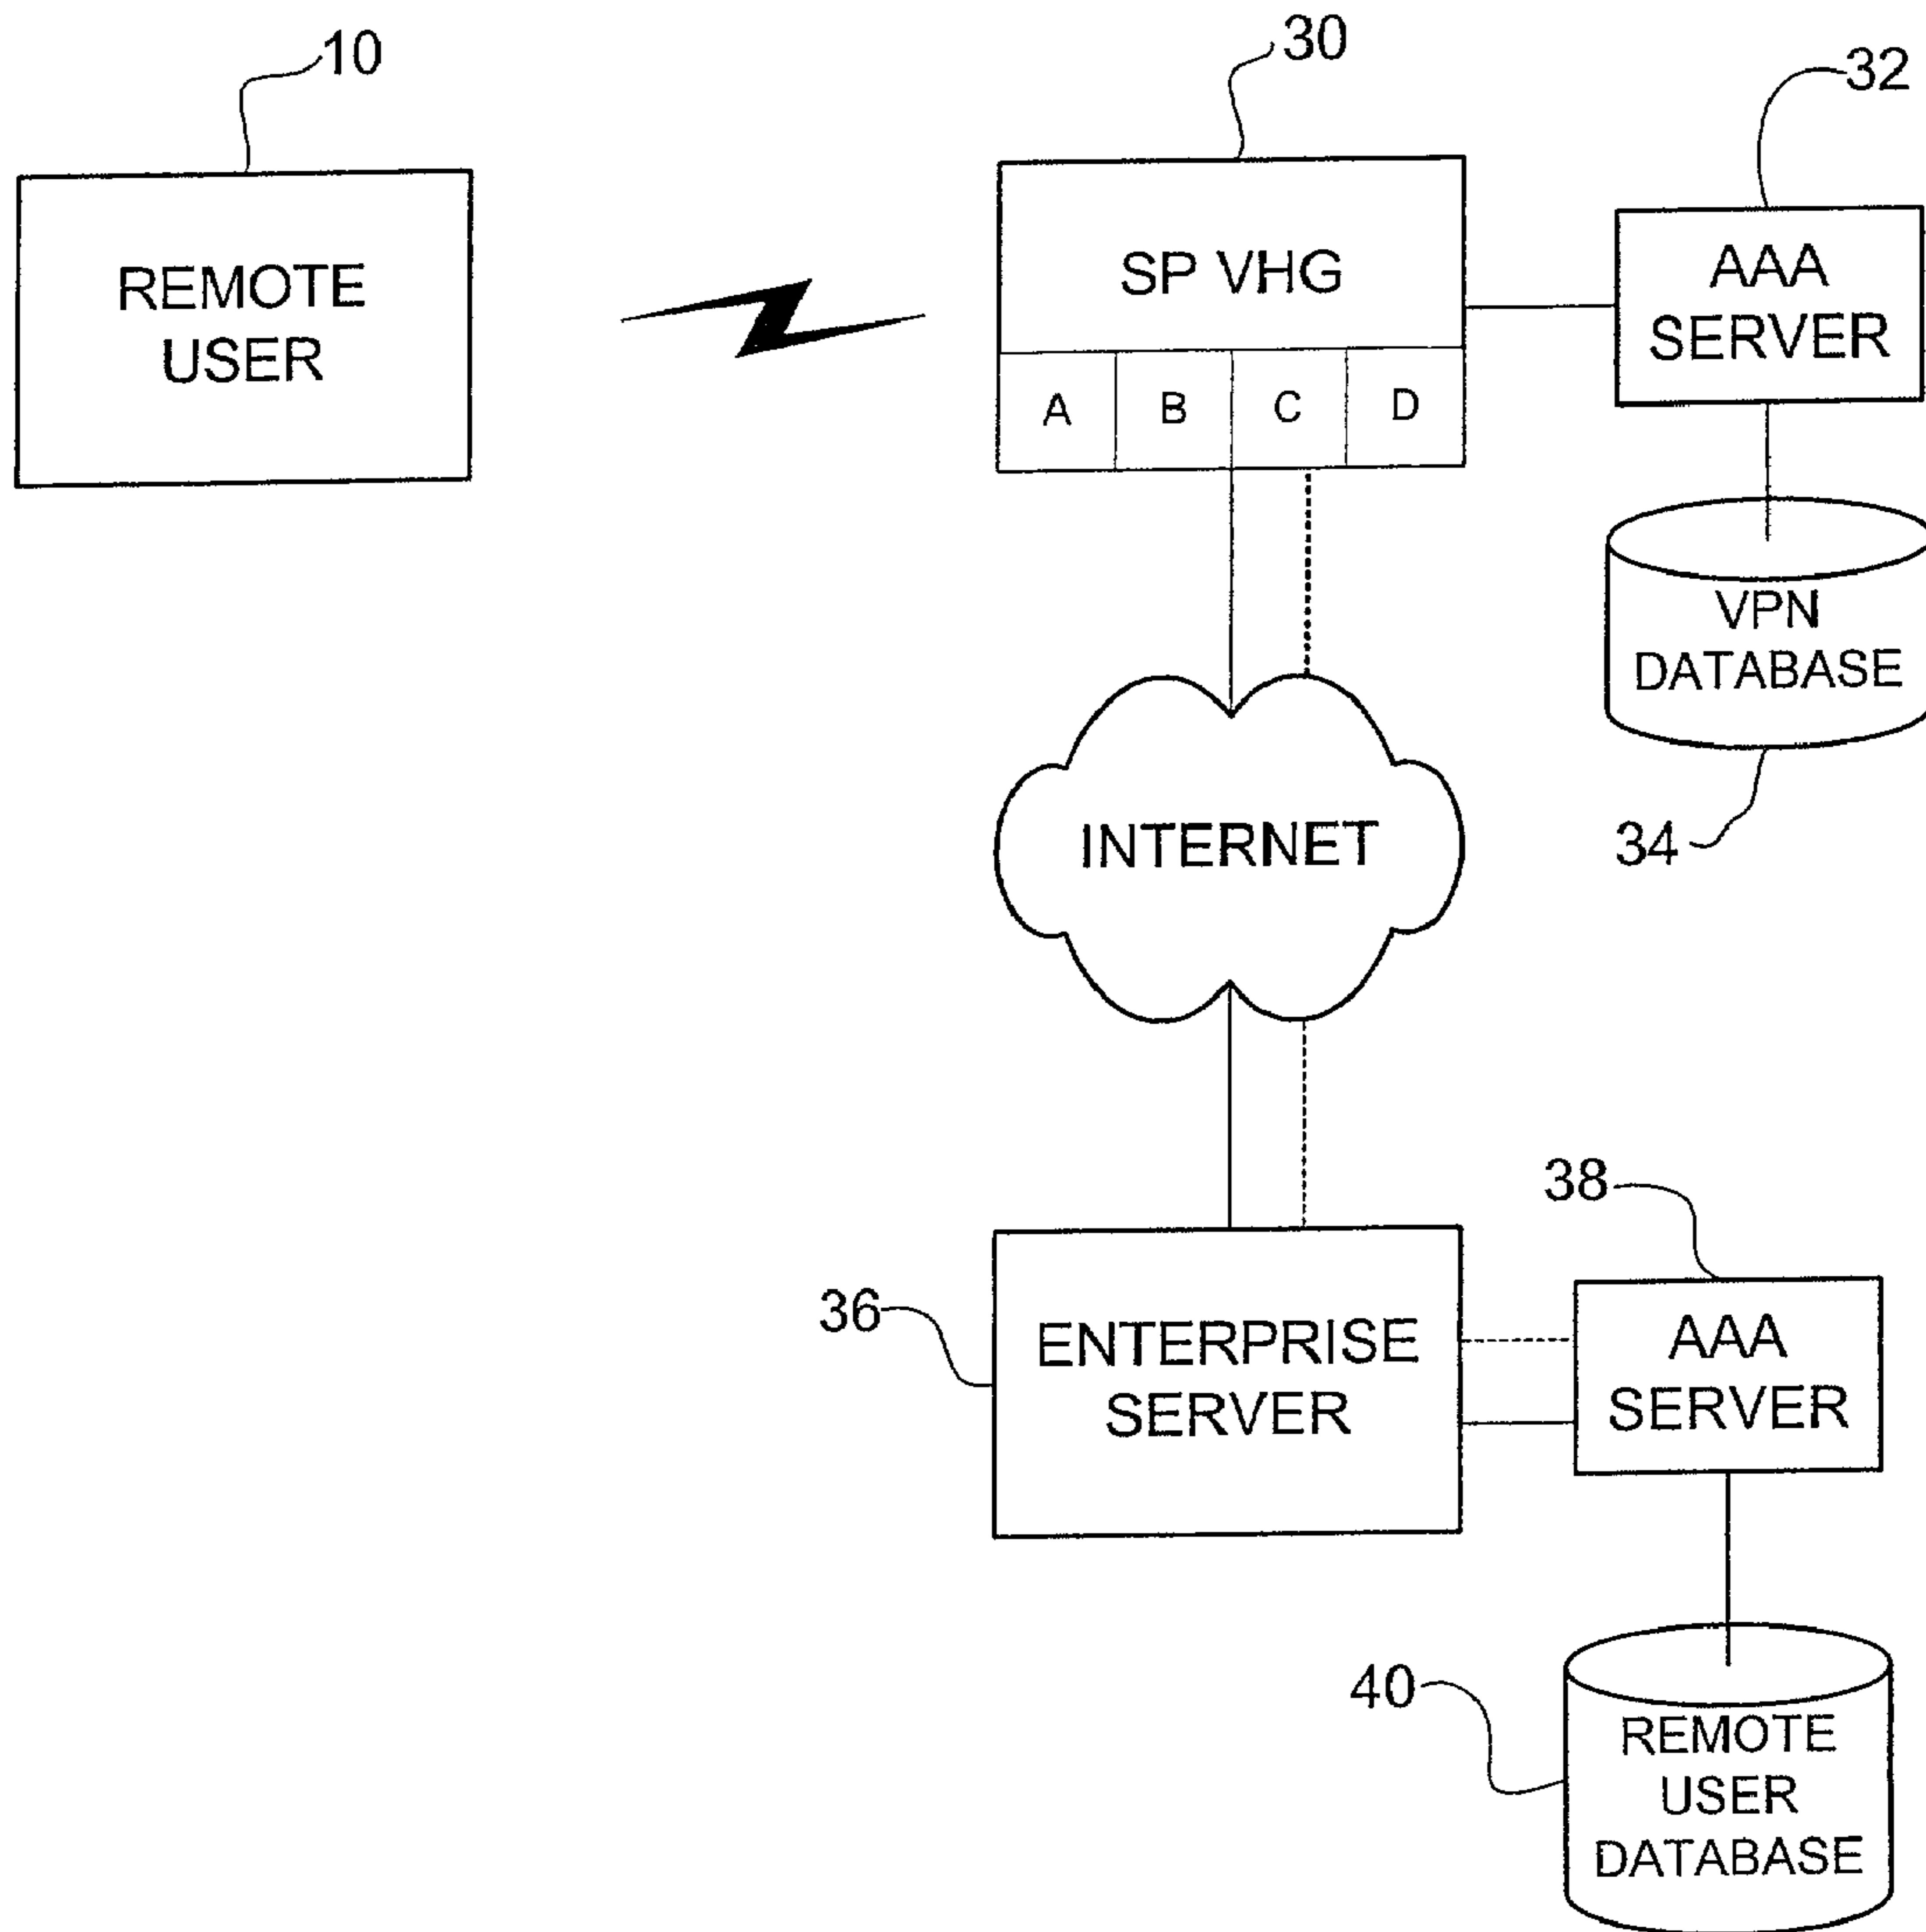 10
30
32
REMOTE
USER
SP VHG
A B C D
AAA
SERVER
VPN
DATABASE
34
INTERNET
38
36
ENTERPRISE
SERVER
AAA
SERVER
40
REMOTE
USER
DATABASE